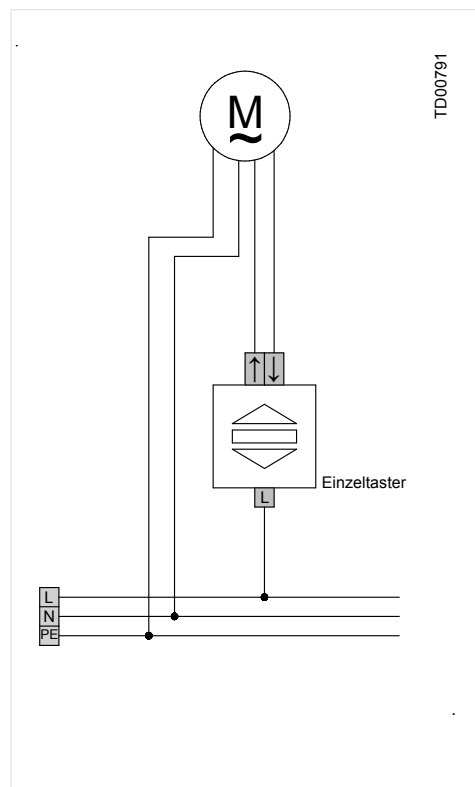 TD00791
M
~
↑ ↓
Einzeltaster
L
L
N
PE